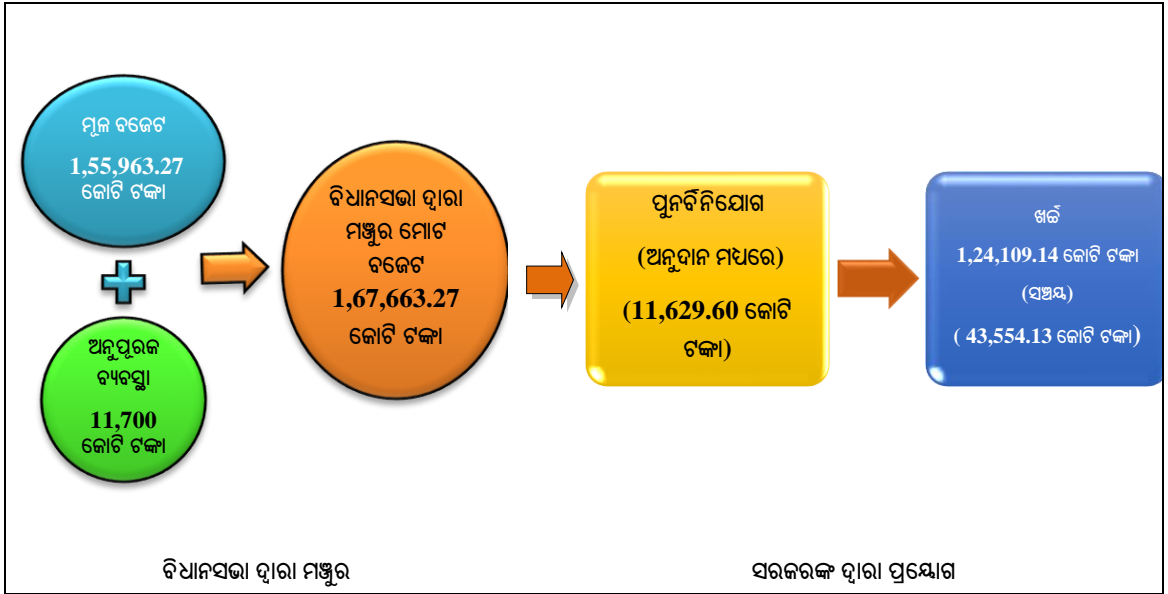 ମୂଳ ବଜେଟ
1,55,963.27
କୋଟି ଟଙ୍କା
ଅନୁପୂରକ
ବ୍ୟବସ୍ଥା
11,700
କୋଟି ଟଙ୍କା
ବିଧାନସଭା ଦ୍ୱାରା
ମଞ୍ଜୁର ମୋଟ
ବଜେଟ
1,67,663.27
କୋଟି ଟଙ୍କା
ପୁନର୍ବିନିଯୋଗ
(ଅନୁଦାନ ମଧ୍ୟରେ)
(11,629.60 କୋଟି
ଟଙ୍କା)
ଖର୍ଚ୍ଚ
1,24,109.14 କୋଟି ଟଙ୍କା
(ସଞ୍ଚୟ)
( 43,554.13 କୋଟି ଟଙ୍କା)
ବିଧାନସଭା ଦ୍ୱାରା ମଞ୍ଜୁର
ସରକରଙ୍କ ଦ୍ୱାରା ପ୍ରୟୋଗ